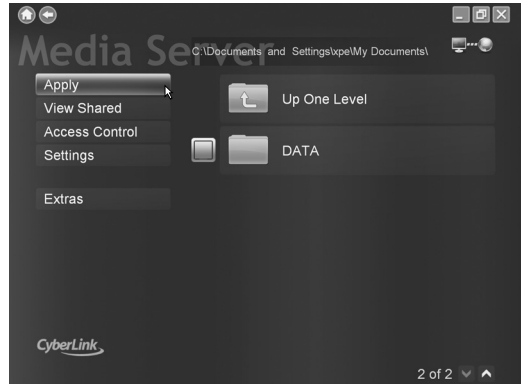 Media Server
C:\Documents and Settings\xpe\My Documents\
Apply
View Shared
Access Control
Settings
Extras
Up One Level
DATA
CyberLink
2 of 2